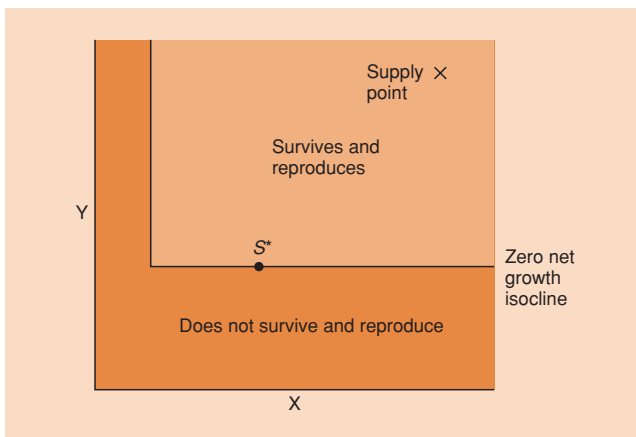 Supply ×
point
Survives and
reproduces
Y
S*
Zero net
growth
isocline
Does not survive and reproduce
X